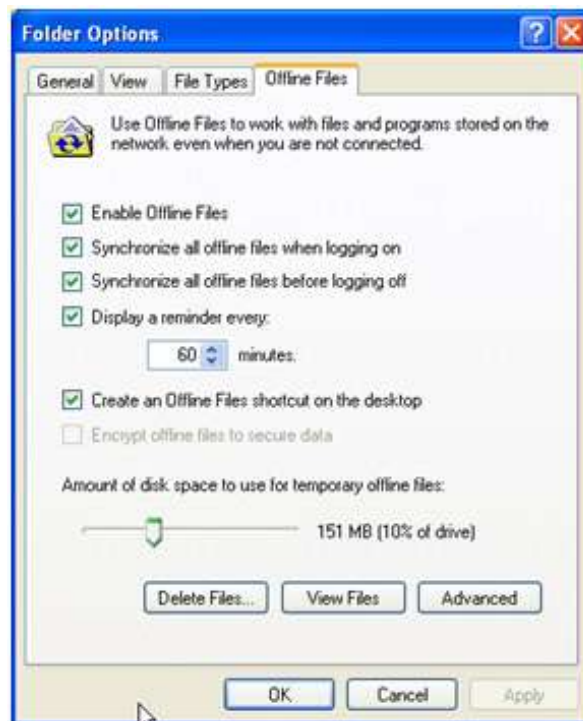 Folder Options
General View File Types Offline Files
Use Offline Files to work with files and programs stored on the
network even when you are not connected.
Enable Offline Files
Synchronize all offline files when logging on
Synchronize all offline files before logging off
Display a reminder every:
60 minutes.
Create an Offline Files shortcut on the desktop
Encrypt offline files to secure data
Amount of disk space to use for temporary offline files:
151 MB (10% of drive)
Delete Files... View Files Advanced
OK Cancel Apply